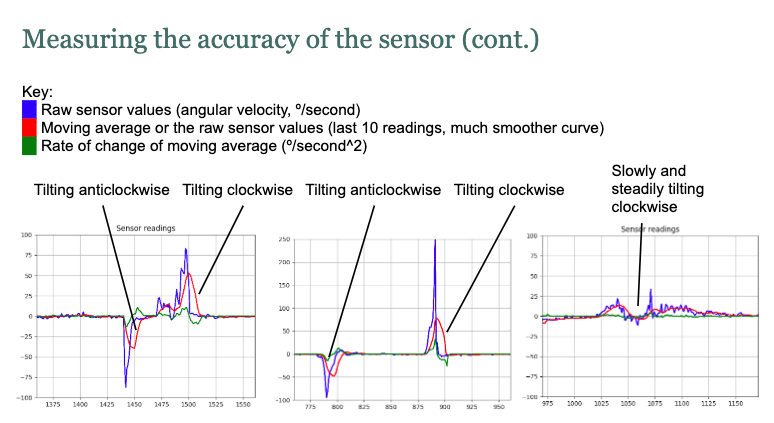 Measuring the accuracy of the sensor (cont.)
Key:
Raw sensor values (angular velocity, º/second)
Moving average or the raw sensor values (last 10 readings, much smoother curve)
Rate of change of moving average (º/second^2)
Tilting anticlockwise
Tilting clockwise
Tilting anticlockwise
Tilting clockwise
Slowly and
steadily tilting
clockwise
Sensor readings
100
75
50
25
0
−25
−50
−75
−100
1375 1400 1425 1450 1475 1500 1525 1550
250
200
150
100
50
0
−50
−100
775 800 825 850 875 900 925 950
Sensor readings
100
75
50
25
0
−25
−50
−75
−100
975 1000 1025 1050 1075 1100 1125 1150